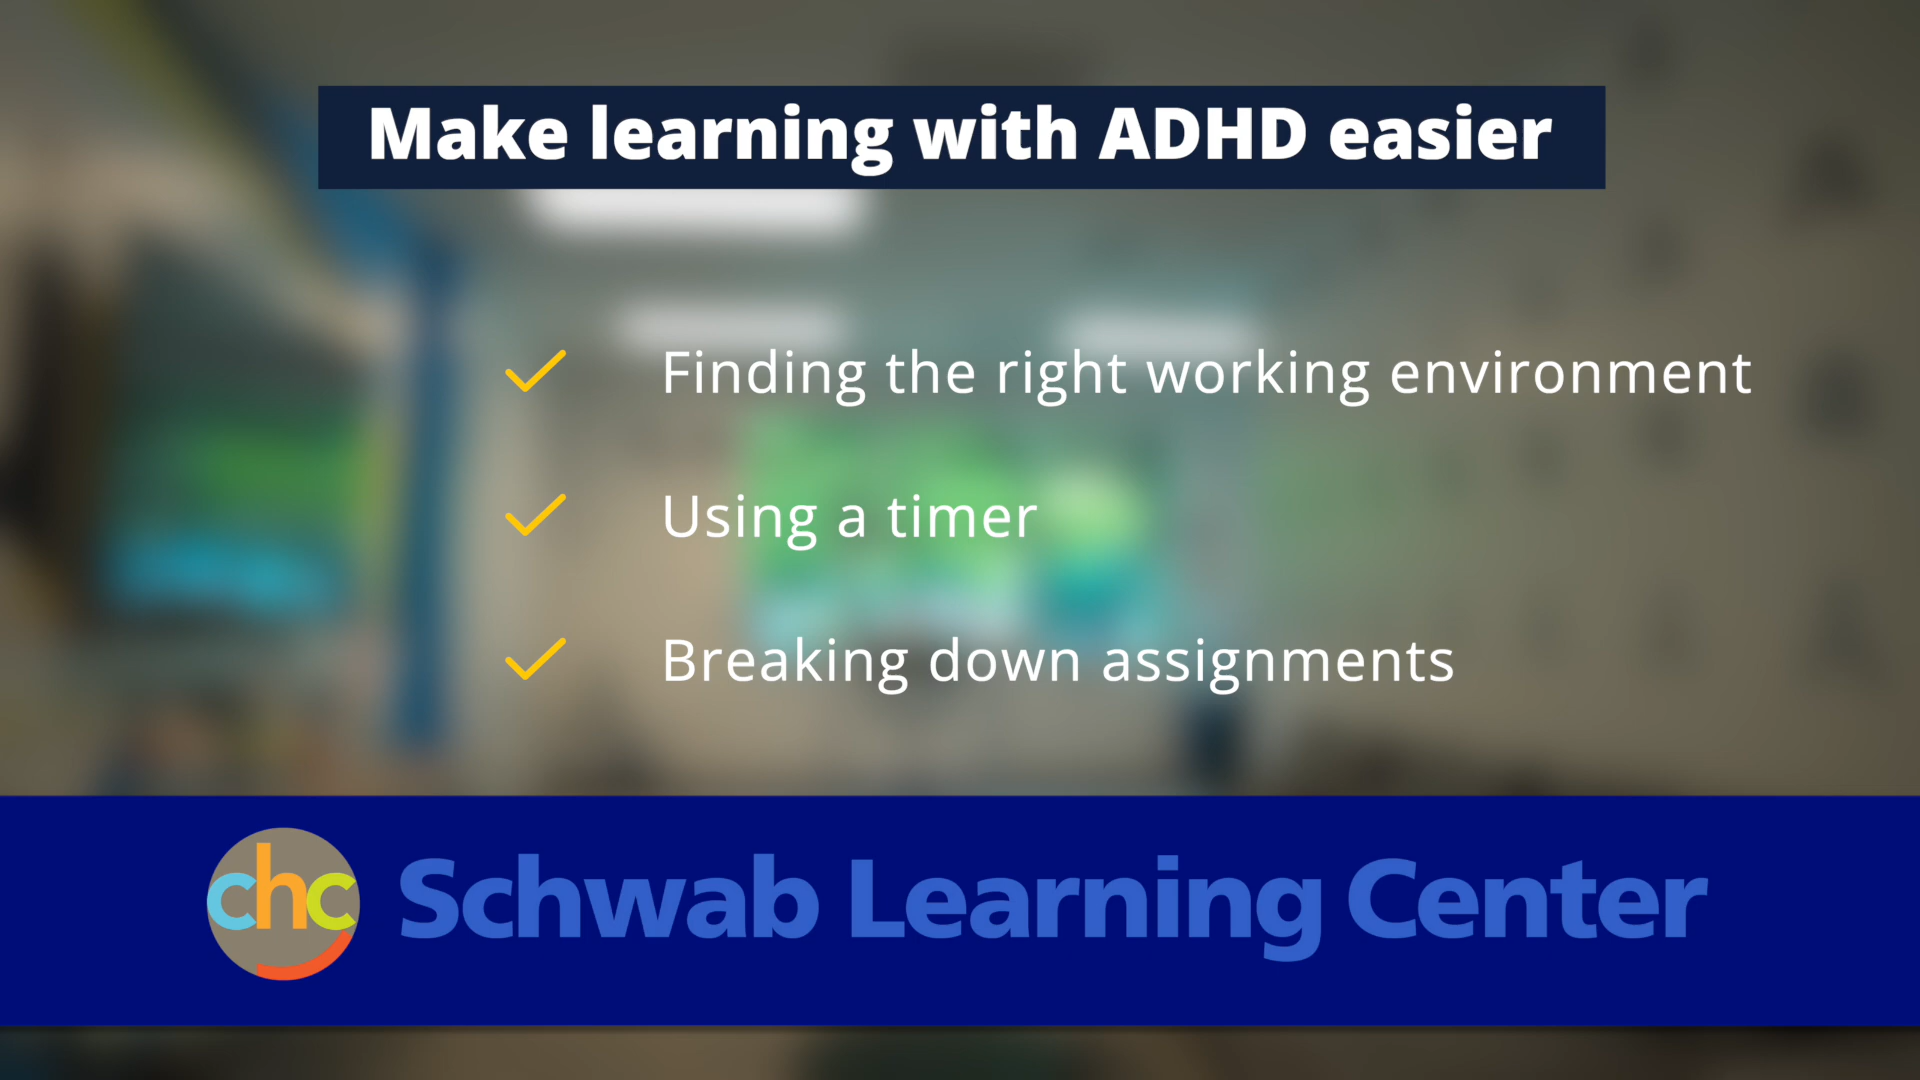 Make learning with ADHD easier
Finding the right working environment
Using a timer
Breaking down assignments
chc Schwab Learning Center